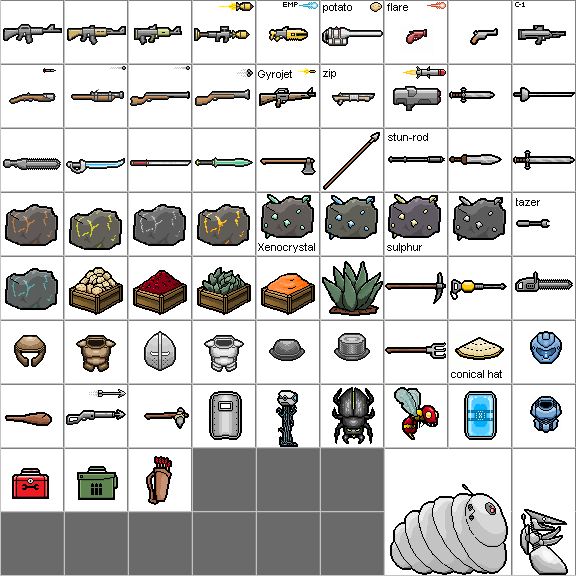 EMP
potato
flare
C-1
Gyrojet
zip
stun-rod
tazer
Xenocrystal
sulphur
conical hat